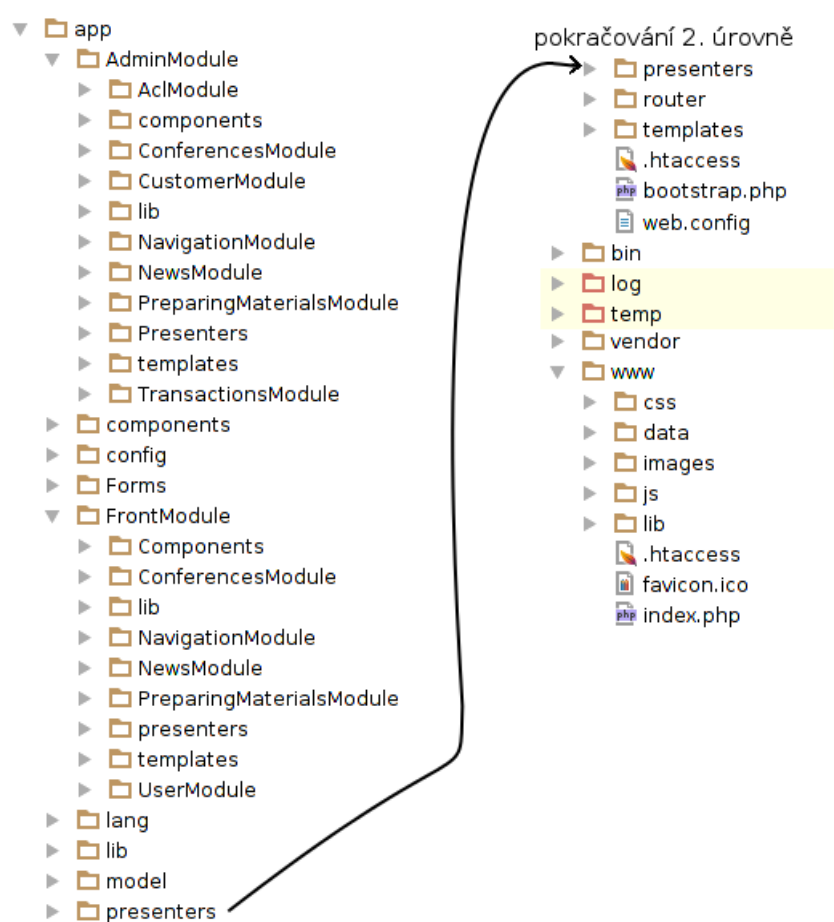 app
AdminModule
AclModule
components
ConferencesModule
CustomerModule
lib
NavigationModule
NewsModule
PreparingMaterialsModule
Presenters
templates
TransactionsModule
components
config
Forms
FrontModule
Components
ConferencesModule
lib
NavigationModule
NewsModule
PreparingMaterialsModule
presenters
templates
UserModule
lang
lib
model
presenters
pokračování 2. úrovně
presenters
router
templates
.htaccess
php bootstrap.php
web.config
bin
log
temp
vendor
www
css
data
images
js
lib
.htaccess
favicon.ico
php index.php